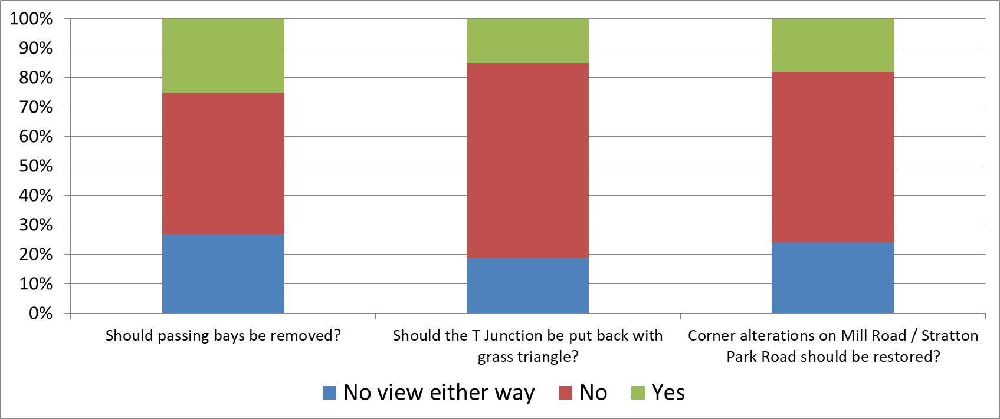 100%
90%
80%
70%
60%
50%
40%
30%
20%
10%
0%
Should passing bays be removed?
Should the T Junction be put back with
grass triangle?
Corner alterations on Mill Road / Stratton
Park Road should be restored?
No view either way
No
Yes